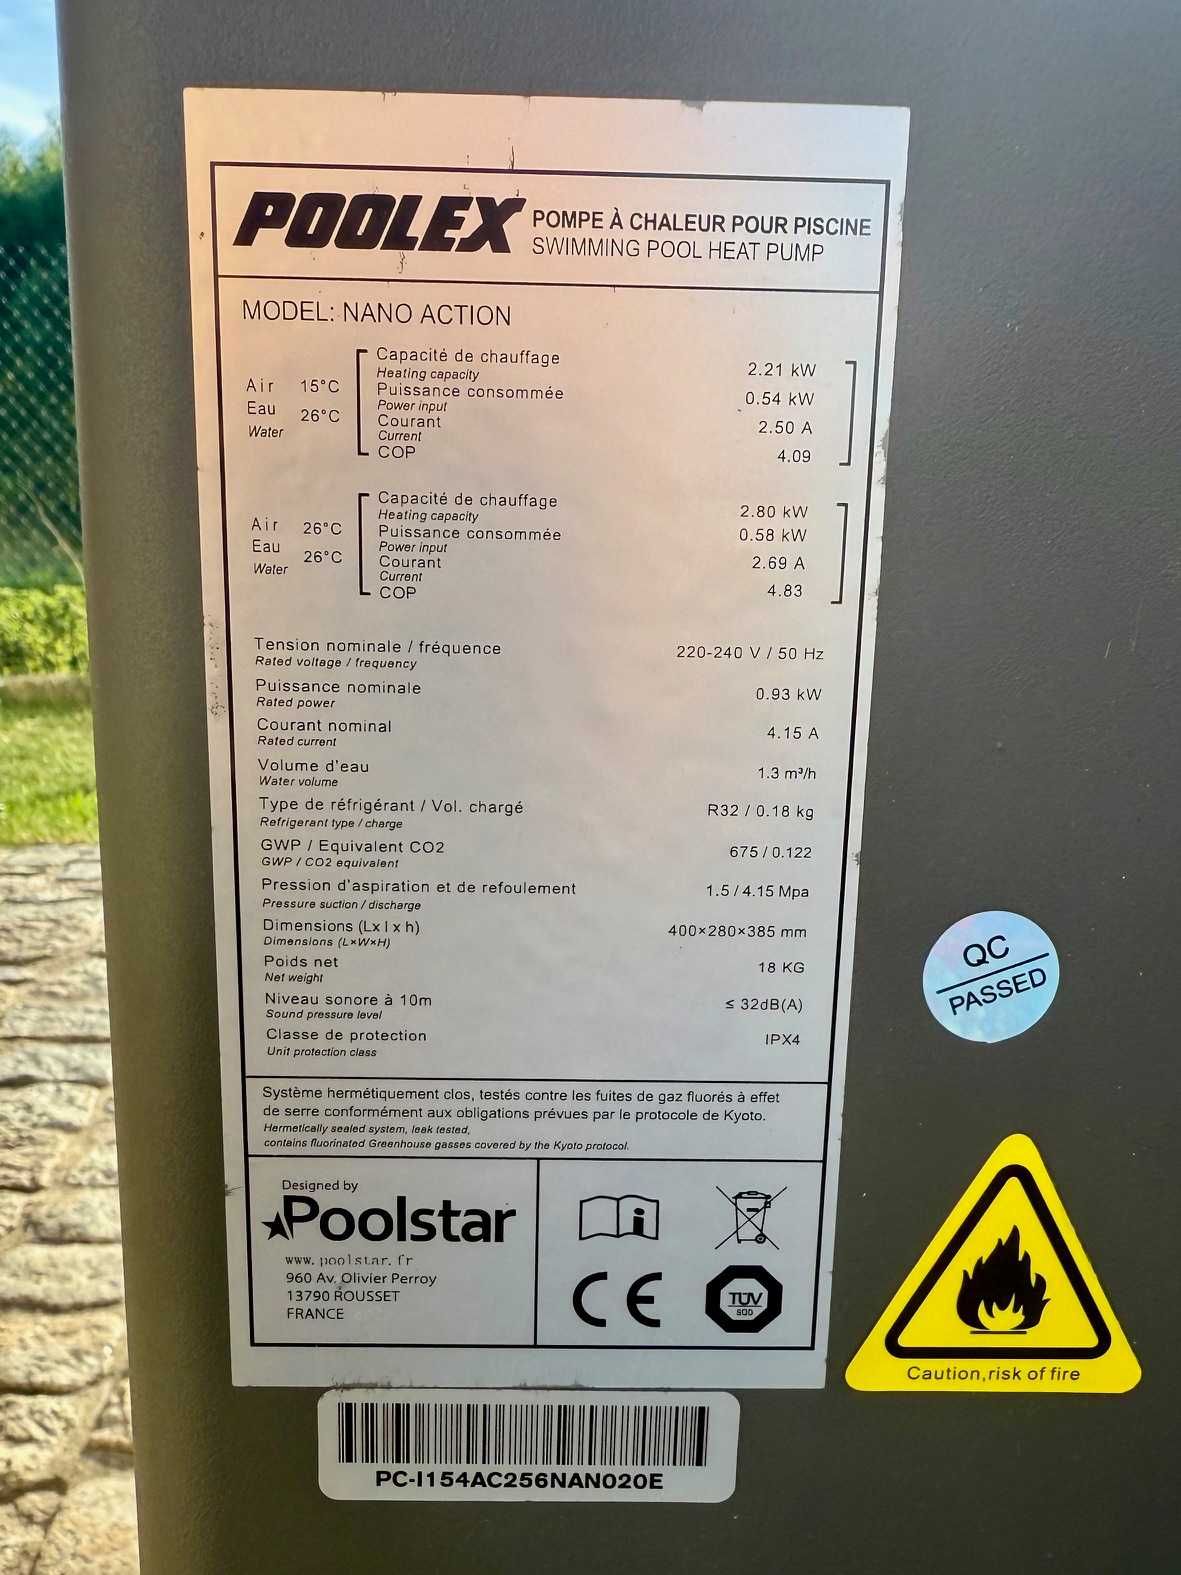 POOLEX
POMPE À CHALEUR POUR PISCINE
SWIMMING POOL HEAT PUMP
MODEL: NANO ACTION
Air 15°C
Eau 26°C
Water
Capacité de chauffage 2.21 kW
Heating capacity
Puissance consommée 0.54 kW
Power input
Courant 2.50 A
Current
COP 4.09
Air 26°C
Eau 26°C
Water
Capacité de chauffage 2.80 kW
Heating capacity
Puissance consommée 0.58 kW
Power input
Courant 2.69 A
Current
COP 4.83
Tension nominale / fréquence 220-240 V / 50 Hz
Rated voltage / frequency
Puissance nominale 0.93 kW
Rated power
Courant nominal 4.15 A
Rated current
Volume d'eau 1.3 m³/h
Water volume
Type de réfrigérant / Vol. chargé R32 / 0.18 kg
Refrigerant type / charge
GWP / Equivalent CO2 675 / 0.122
GWP / CO2 equivalent
Pression d'aspiration et de refoulement 1.5 / 4.15 Mpa
Pressure suction / discharge
Dimensions (Lx l x h) 400×280×385 mm
Dimensions (L×W×H)
Poids net 18 KG
Net weight
Niveau sonore à 10m ≤ 32dB(A)
Sound pressure level
Classe de protection IPX4
Unit protection class
Système hermétiquement clos, testés contre les fuites de gaz fluorés à effet
de serre conformément aux obligations prévues par le protocole de Kyoto.
Hermetically sealed system, leak tested,
contains fluorinated Greenhouse gasses covered by the Kyoto protocol.
Designed by
Poolstar
www.poolstar.fr
960 Av. Olivier Perroy
13790 ROUSSET
FRANCE
i
CE
TÜV
SÜD
QC
PASSED
Caution,risk of fire
PC-I154AC256NAN020E